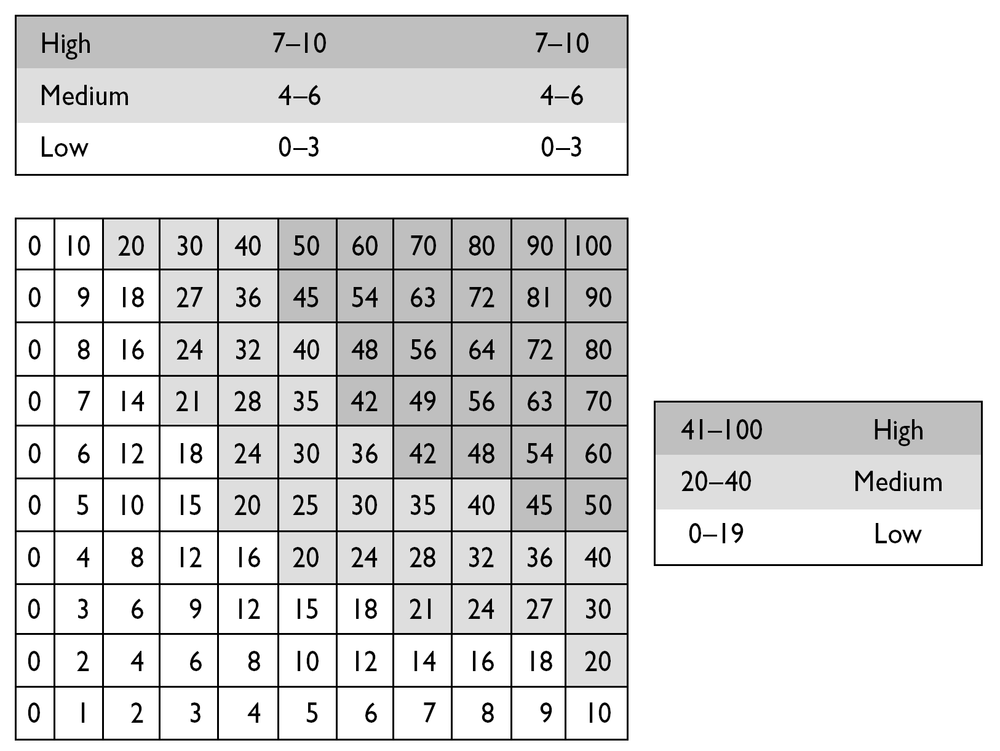 High 7–10 7–10
Medium 4–6 4–6
Low 0–3 0–3
0 10 20 30 40 50 60 70 80 90 100
0 9 18 27 36 45 54 63 72 81 90
0 8 16 24 32 40 48 56 64 72 80
0 7 14 21 28 35 42 49 56 63 70
0 6 12 18 24 30 36 42 48 54 60
0 5 10 15 20 25 30 35 40 45 50
0 4 8 12 16 20 24 28 32 36 40
0 3 6 9 12 15 18 21 24 27 30
0 2 4 6 8 10 12 14 16 18 20
0 1 2 3 4 5 6 7 8 9 10
41–100 High
20–40 Medium
0–19 Low